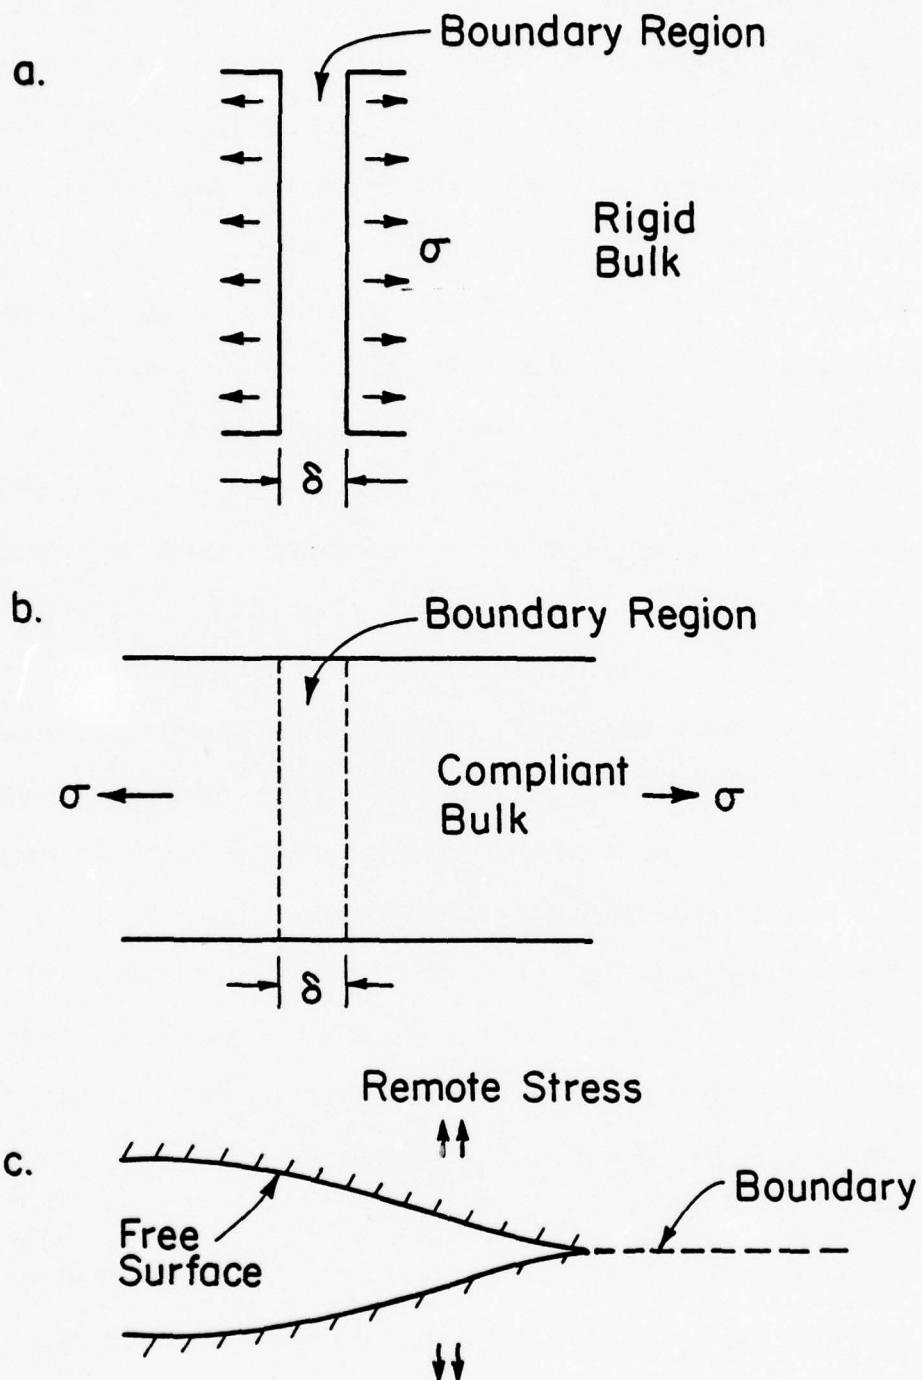 a.
Boundary Region
σ
Rigid
Bulk
δ
b.
Boundary Region
σ
Compliant
Bulk
σ
δ
Remote Stress
c.
Boundary
Free
Surface